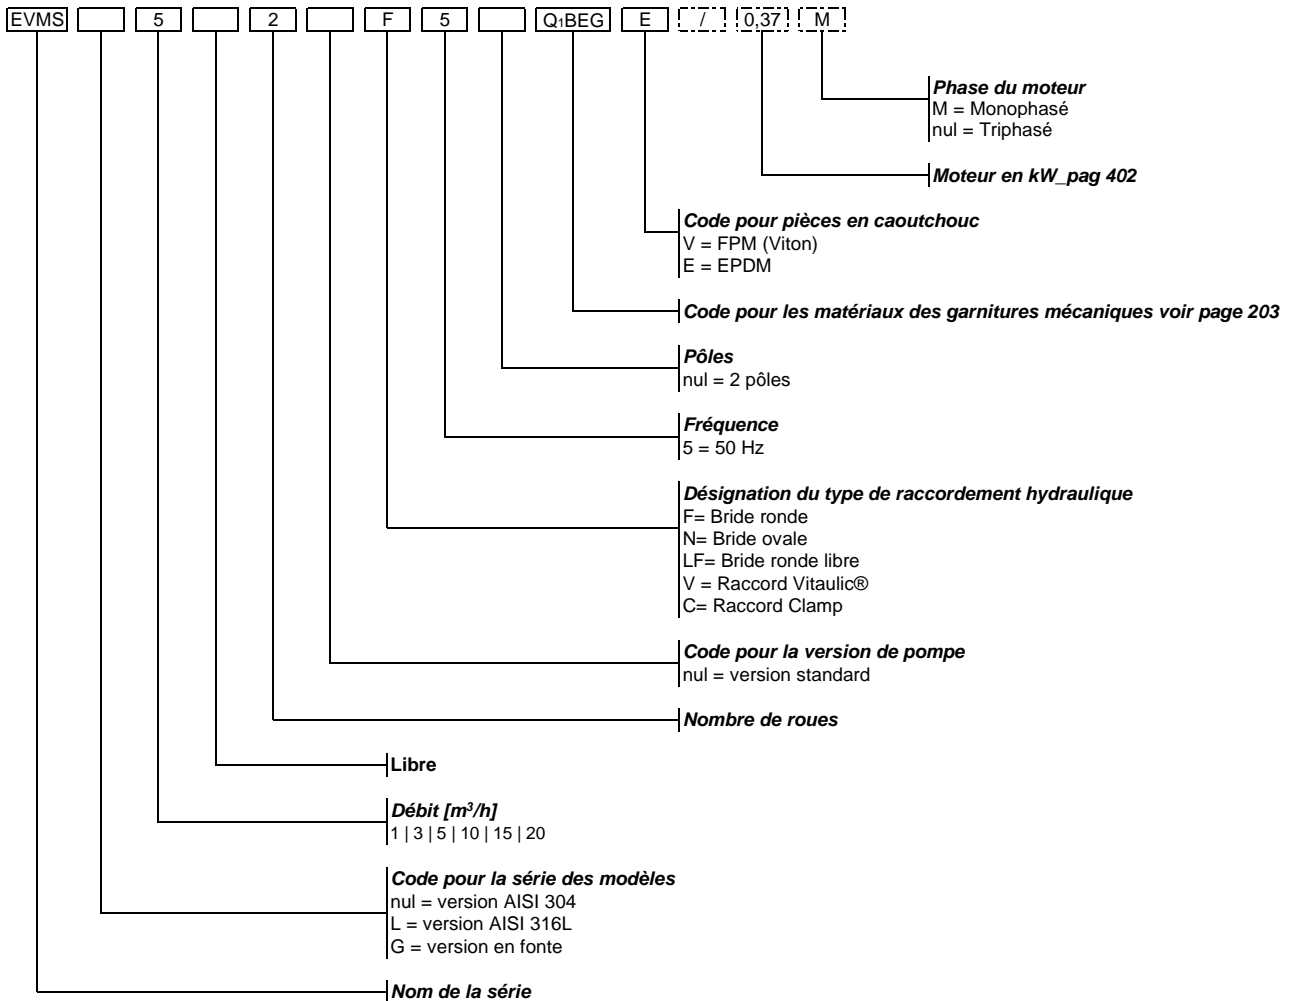 EVMS 5 2 F 5 Q1BEG E / 0,37 M
Phase du moteur
M = Monophasé
nul = Triphasé
Moteur en kW_pag 402
Code pour pièces en caoutchouc
V = FPM (Viton)
E = EPDM
Code pour les matériaux des garnitures mécaniques voir page 203
Pôles
nul = 2 pôles
Fréquence
5 = 50 Hz
Désignation du type de raccordement hydraulique
F= Bride ronde
N= Bride ovale
LF= Bride ronde libre
V = Raccord Vitaulic®
C= Raccord Clamp
Code pour la version de pompe
nul = version standard
Nombre de roues
Libre
Débit [m³/h]
1 | 3 | 5 | 10 | 15 | 20
Code pour la série des modèles
nul = version AISI 304
L = version AISI 316L
G = version en fonte
Nom de la série